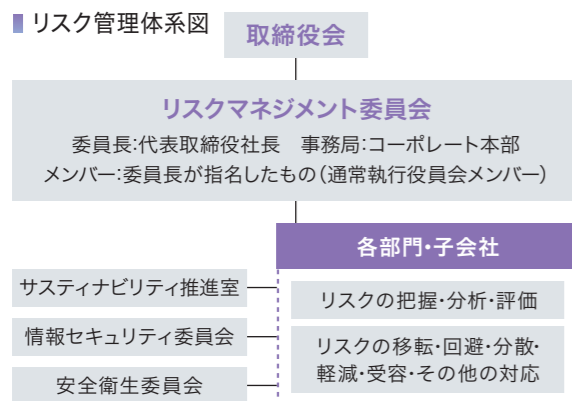 リスク管理体系図
取締役会
リスクマネジメント委員会
委員長:代表取締役社長　事務局:コーポレート本部
メンバー:委員長が指名したもの(通常執行役員会メンバー)
各部門・子会社
サスティナビリティ推進室
情報セキュリティ委員会
安全衛生委員会
リスクの把握・分析・評価
リスクの移転・回避・分散・
軽減・受容・その他の対応